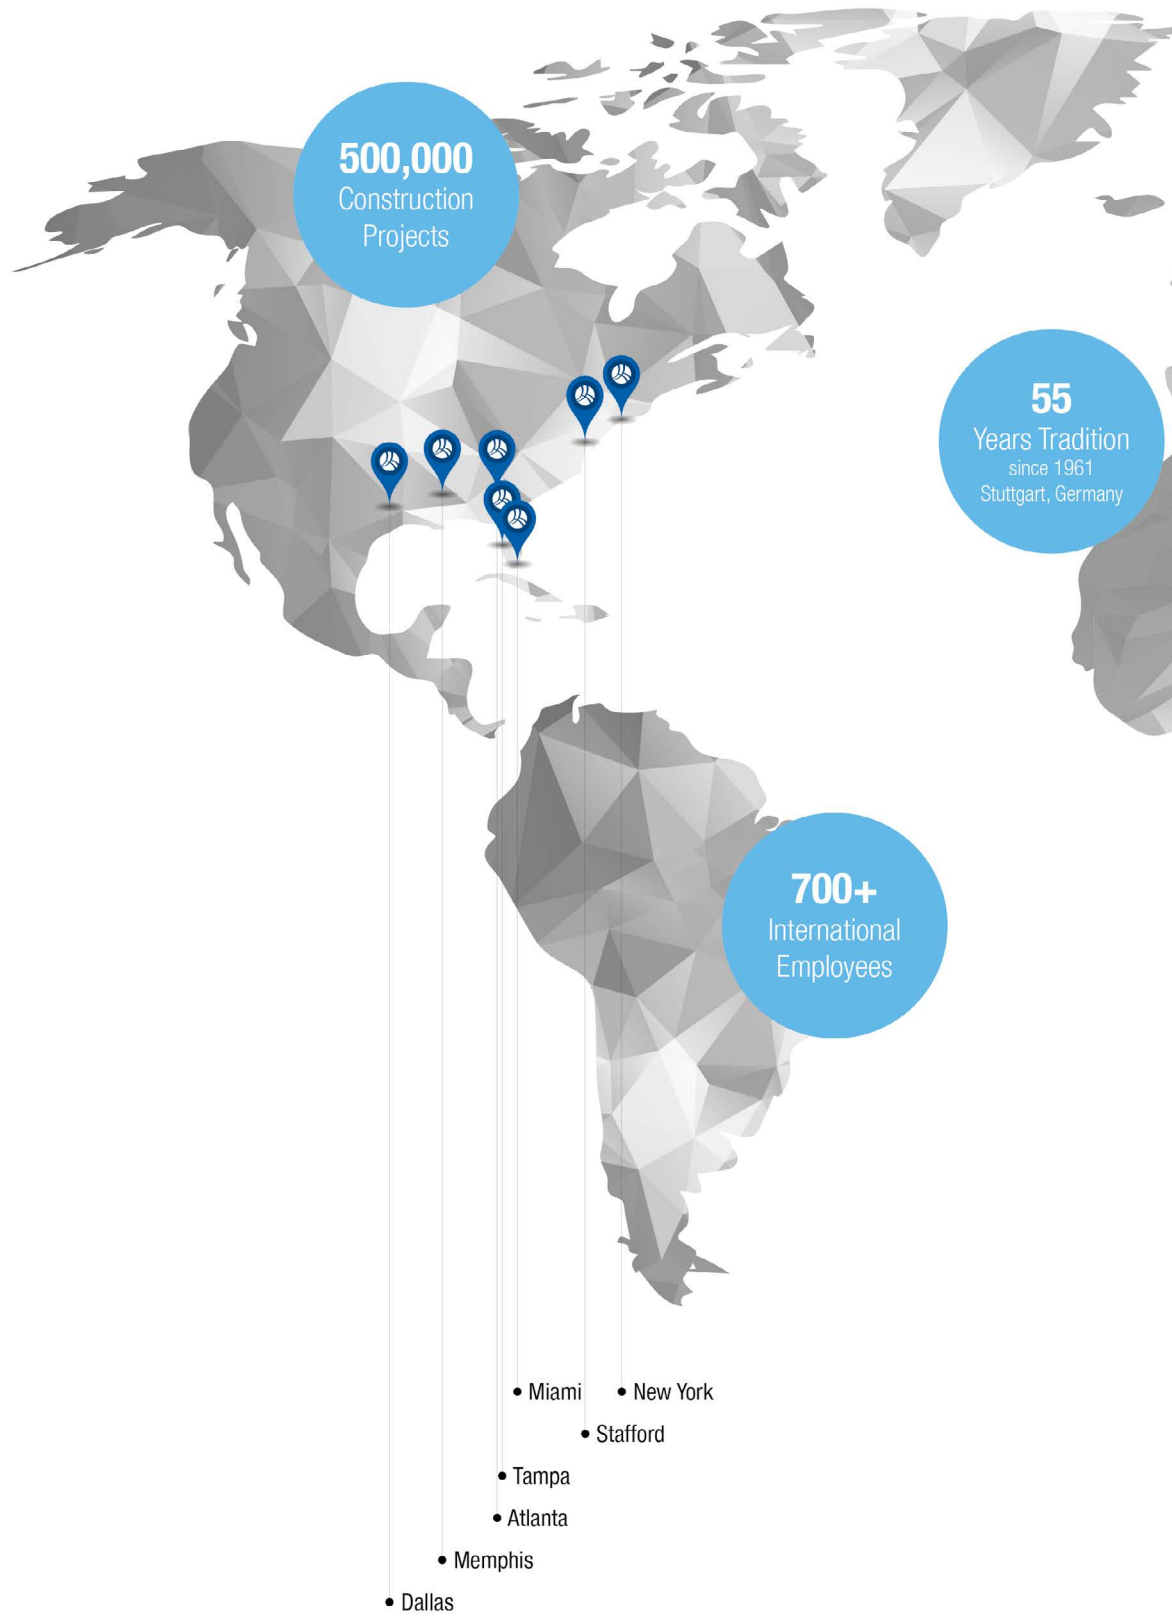 500,000
Construction
Projects
55
Years Tradition
since 1961
Stuttgart, Germany
700+
International
Employees
Miami
New York
Stafford
Tampa
Atlanta
Memphis
Dallas